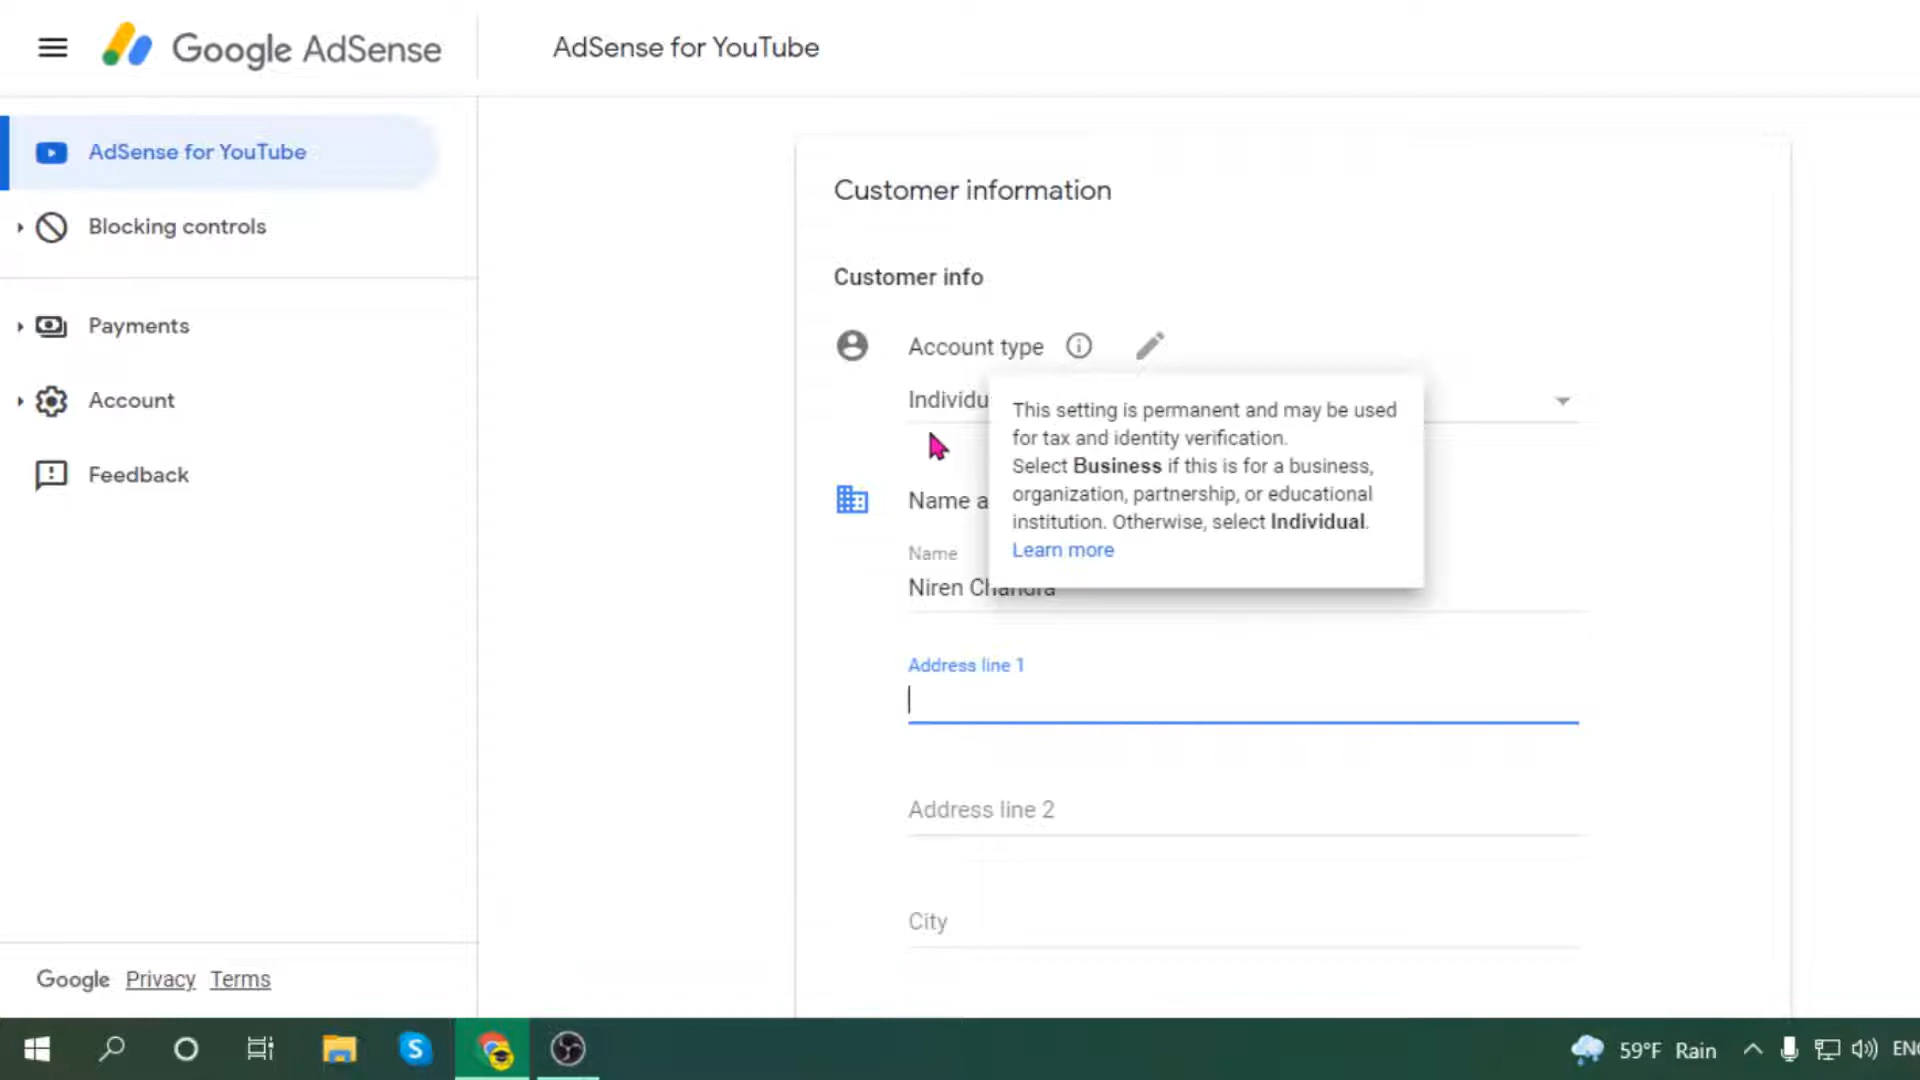 Google AdSense
AdSense for YouTube
AdSense for YouTube
Blocking controls
Payments
Account
Feedback
Customer information
Customer info
Account type
Individu
This setting is permanent and may be used
for tax and identity verification.
Select Business if this is for a business,
organization, partnership, or educational
institution. Otherwise, select Individual.
Learn more
Name a
Name
Niren Chandra
Address line 1
Address line 2
City
Google Privacy Terms
59°F Rain
ENG